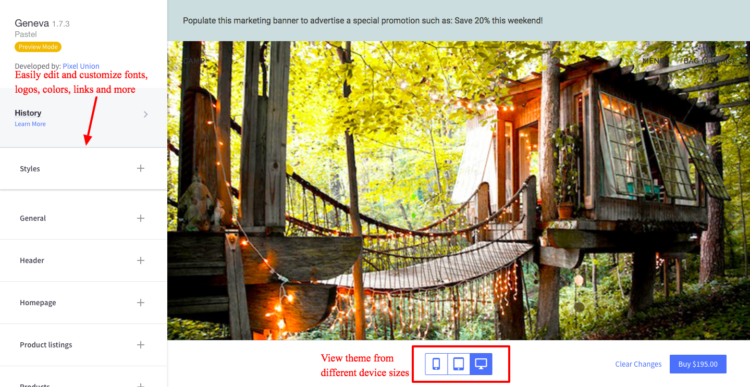 Geneva 1.7.3
Pastel
Preview Mode
Developed by: Pixel Union
Easily edit and customize fonts,
logos, colors, links and more
History
Learn More
Styles
General
Header
Homepage
Product listings
Products
Populate this marketing banner to advertise a special promotion such as: Save 20% this weekend!
View theme from
different device sizes
Clear Changes
Buy $195.00